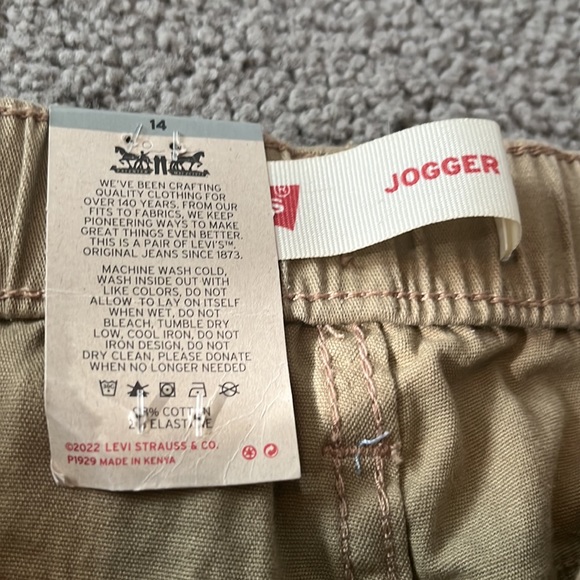 14
WE'VE BEEN CRAFTING
QUALITY CLOTHING FOR
OVER 140 YEARS. FROM OUR
FITS TO FABRICS, WE KEEP
PIONEERING WAYS TO MAKE
GREAT THINGS EVEN BETTER.
THIS IS A PAIR OF LEVI'S™,
ORIGINAL JEANS SINCE 1873.
MACHINE WASH COLD,
WASH INSIDE OUT WITH
LIKE COLORS, DO NOT
ALLOW TO LAY ON ITSELF
WHEN WET, DO NOT
BLEACH, TUMBLE DRY
LOW, COOL IRON, DO NOT
IRON DESIGN, DO NOT
DRY CLEAN, PLEASE DONATE
WHEN NO LONGER NEEDED
COTTON
ELASTANE
©2022 LEVI STRAUSS & CO.
P1929 MADE IN KENYA
S®
JOGGER